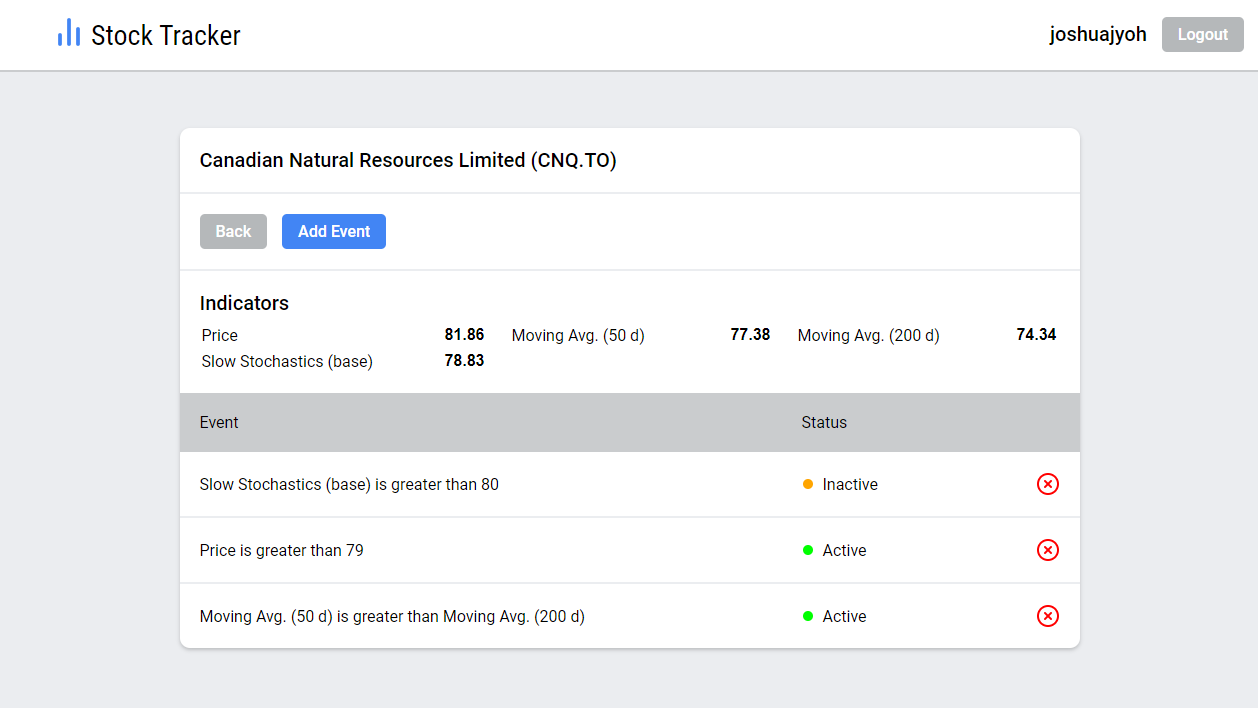 Stock Tracker
joshuajyoh Logout
Canadian Natural Resources Limited (CNQ.TO)
Back Add Event
Indicators
Price 81.86 Moving Avg. (50 d) 77.38 Moving Avg. (200 d) 74.34
Slow Stochastics (base) 78.83
Event Status
Slow Stochastics (base) is greater than 80 Inactive
Price is greater than 79 Active
Moving Avg. (50 d) is greater than Moving Avg. (200 d) Active